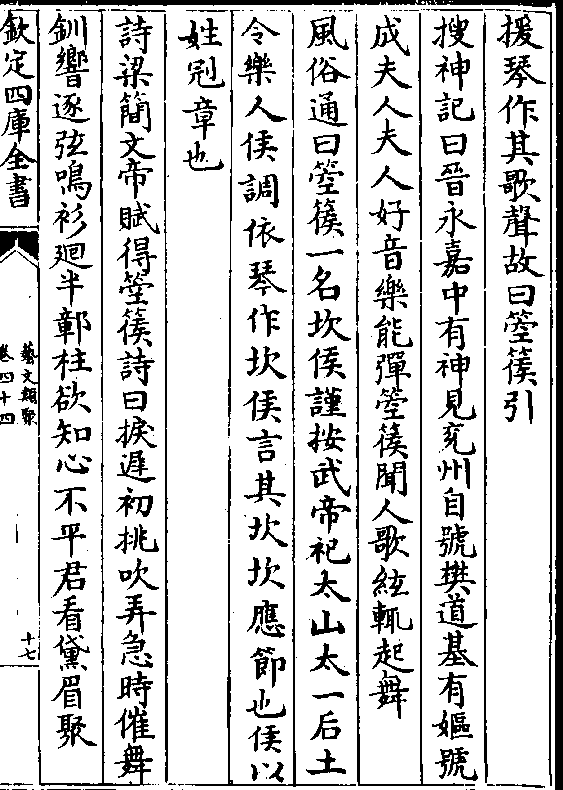 援琴作其歌聲故曰箜篌引
搜神記曰晉永嘉中有神見兖州自號樊道基有嫗號
成夫人夫人好音樂能彈箜篌聞人歌絃輒起舞
風俗通曰箜篌一名坎侯謹按武帝祀太山太一后土
令樂人侯調依琴作坎侯言其坎坎應節也侯以
姓冠章也
詩梁簡文帝賦得箜篌詩曰捩遲初挑吹弄急時催舞
釧響逐弦鳴衫廻半鄣柱欲知心不平君看黛眉聚
欽定四庫全書
藝文類聚
卷四十四
十七